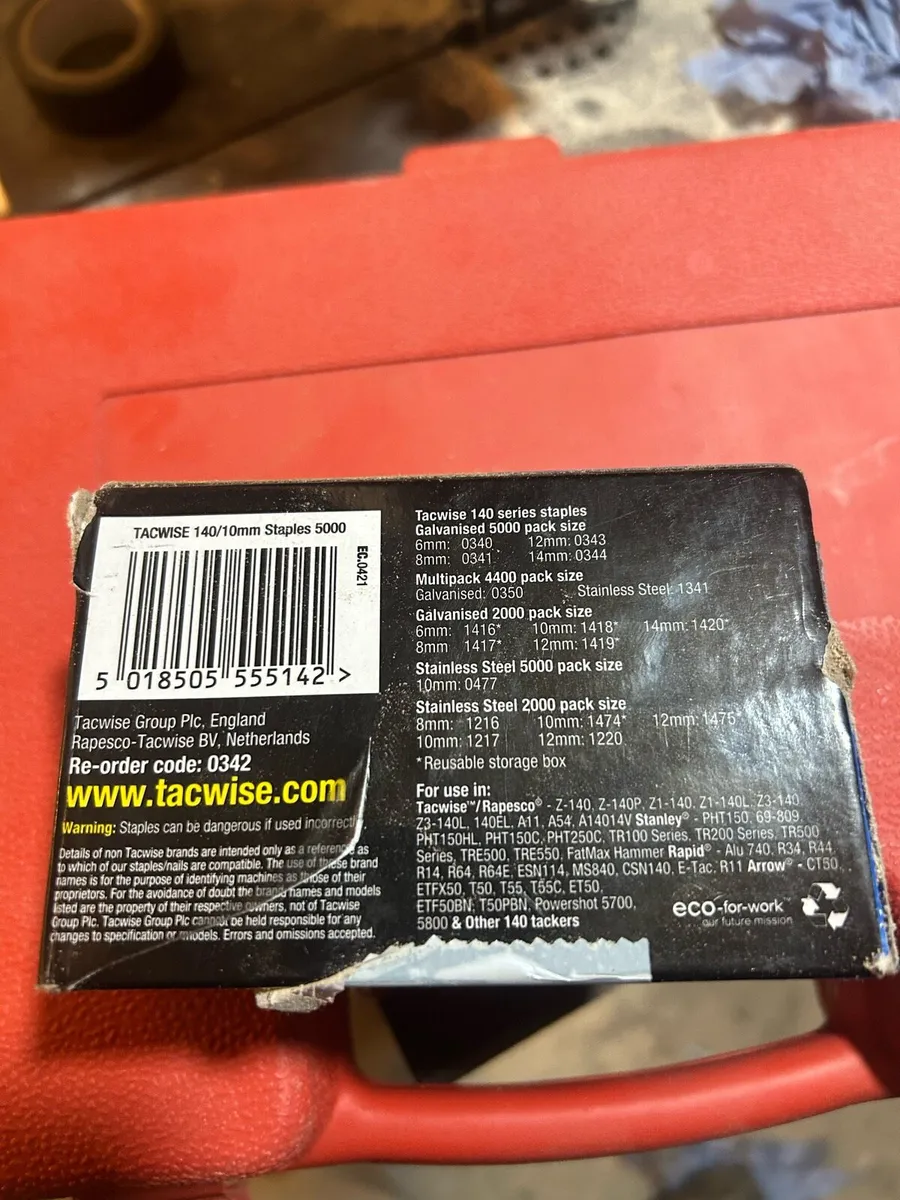 TACWISE 140/10mm Staples 5000
EC.0421
5 018505 555142 >
Tacwise Group Plc, England
Rapesco-Tacwise BV, Netherlands
Re-order code: 0342
www.tacwise.com
Warning: Staples can be dangerous if used incorrectly.
Details of non Tacwise brands are intended only as a reference as
to which of our staples/nails are compatible. The use of these brand
names is for the purpose of identifying machines as those of their
proprietors. For the avoidance of doubt the brand names and models
listed are the property of their respective owners, not of Tacwise
Group Plc. Tacwise Group Plc cannot be held responsible for any
changes to specification or models. Errors and omissions accepted.
Tacwise 140 series staples
Galvanised 5000 pack size
6mm: 0340 12mm: 0343
8mm: 0341 14mm: 0344
Multipack 4400 pack size
Galvanised: 0350 Stainless Steel: 1341
Galvanised 2000 pack size
6mm: 1416* 10mm: 1418* 14mm: 1420*
8mm 1417* 12mm: 1419*
Stainless Steel 5000 pack size
10mm: 0477
Stainless Steel 2000 pack size
8mm: 1216 10mm: 1474* 12mm: 1475*
10mm: 1217 12mm: 1220
*Reusable storage box
For use in:
Tacwise™/Rapesco® - Z-140, Z-140P, Z1-140, Z1-140L, Z3-140,
Z3-140L, 140EL, A11, A54, A14014V Stanley® - PHT150, 69-809,
PHT150HL, PHT150C, PHT250C, TR100 Series, TR200 Series, TR500
Series, TRE500, TRE550, FatMax Hammer Rapid® - Alu 740, R34, R44,
R14, R64, R64E, ESN114, MS840, CSN140, E-Tac, R11 Arrow® - CT50,
ETFX50, T50, T55, T55C, ET50,
ETF50BN, T50PBN, Powershot 5700,
5800 & Other 140 tackers
eco-for-work™
our future mission